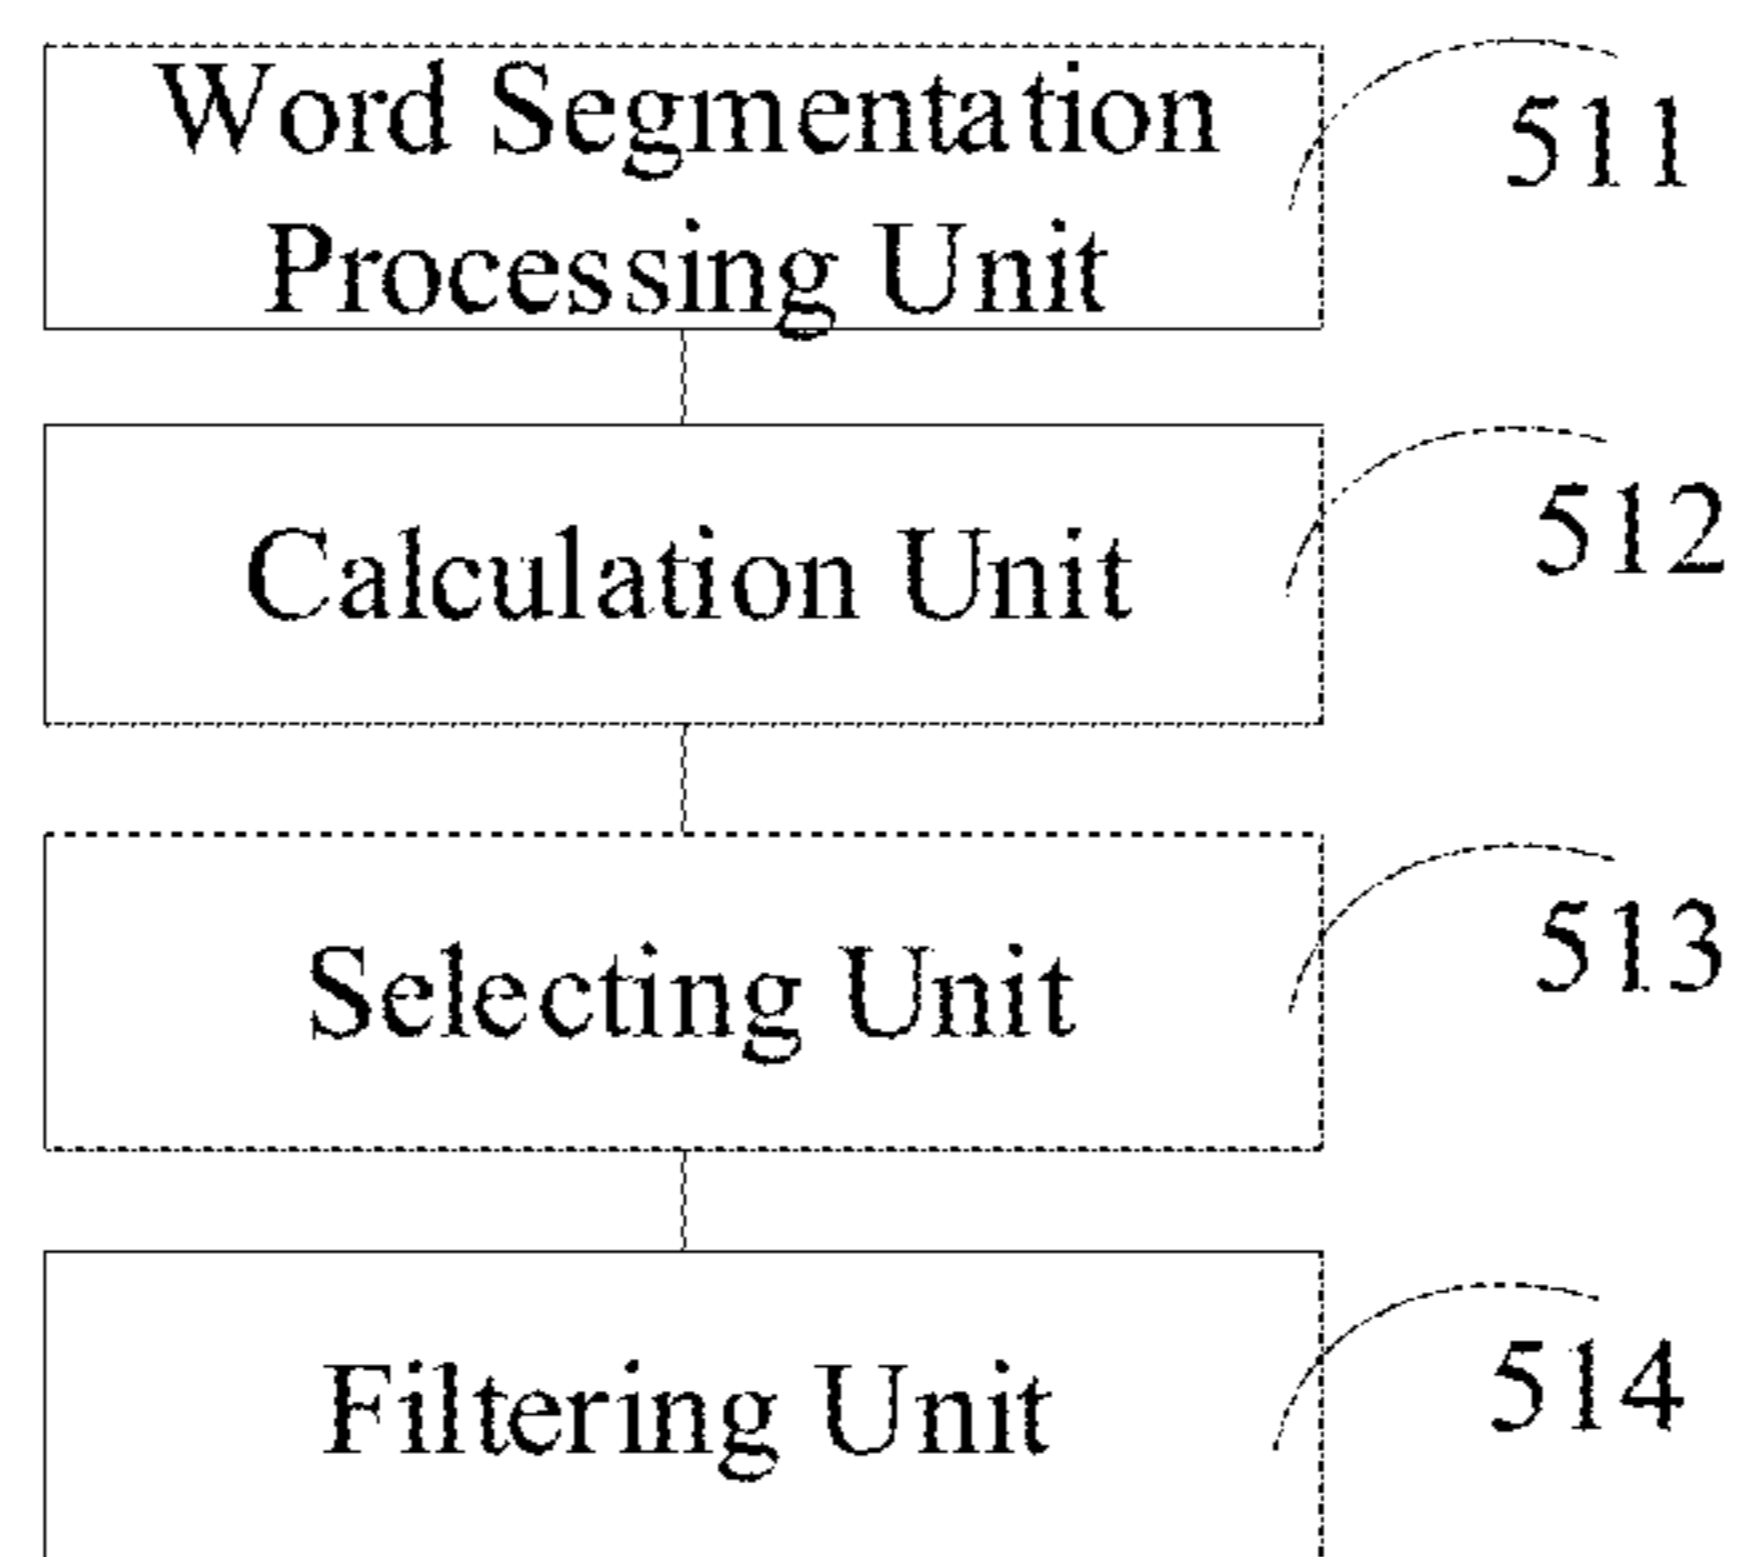 Word Segmentation
Processing Unit
511
Calculation Unit
512
Selecting Unit
513
Filtering Unit
514